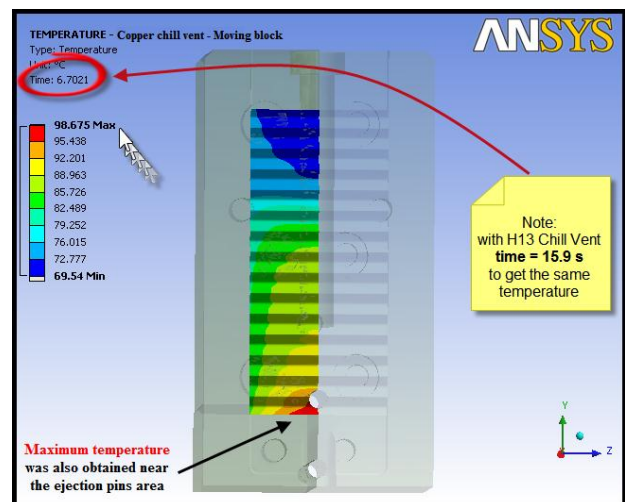 TEMPERATURE - Copper chill vent - Moving block
Type: Temperature
Unit: °C
Time: 6.7021
ANSYS
98.675 Max
95.438
92.201
88.963
85.726
82.489
79.252
76.015
72.777
69.54 Min
Note:
with H13 Chill Vent
time = 15.9 s
to get the same
temperature
Maximum temperature
was also obtained near
the ejection pins area
Y
Z